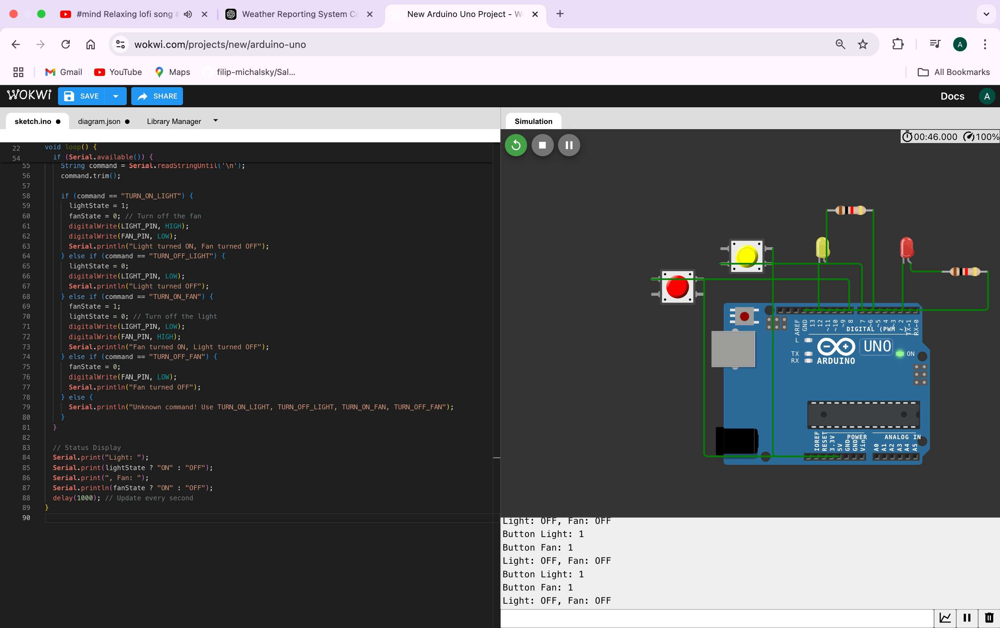 #mind Relaxing lofi song #
Weather Reporting System Co
New Arduino Uno Project - W
wokwi.com/projects/new/arduino-uno
A
Gmail
YouTube
Maps
filip-michalsky/Sal...
All Bookmarks
WOKWI
SAVE
SHARE
Docs
A
sketch.ino
diagram.json
Library Manager
22 void loop() {
54 if (Serial.available()) {
55 String command = Serial.readStringUntil('\n');
56 command.trim();
57
58 if (command == "TURN_ON_LIGHT") {
59 lightState = 1;
60 fanState = 0; // Turn off the fan
61 digitalWrite(LIGHT_PIN, HIGH);
62 digitalWrite(FAN_PIN, LOW);
63 Serial.println("Light turned ON, Fan turned OFF");
64 } else if (command == "TURN_OFF_LIGHT") {
65 lightState = 0;
66 digitalWrite(LIGHT_PIN, LOW);
67 Serial.println("Light turned OFF");
68 } else if (command == "TURN_ON_FAN") {
69 fanState = 1;
70 lightState = 0; // Turn off the light
71 digitalWrite(LIGHT_PIN, LOW);
72 digitalWrite(FAN_PIN, HIGH);
73 Serial.println("Fan turned ON, Light turned OFF");
74 } else if (command == "TURN_OFF_FAN") {
75 fanState = 0;
76 digitalWrite(FAN_PIN, LOW);
77 Serial.println("Fan turned OFF");
78 } else {
79 Serial.println("Unknown command! Use TURN_ON_LIGHT, TURN_OFF_LIGHT, TURN_ON_FAN, TURN_OFF_FAN");
80 }
81 }
82
83 // Status Display
84 Serial.print("Light: ");
85 Serial.print(lightState ? "ON" : "OFF");
86 Serial.print(", Fan: ");
87 Serial.println(fanState ? "ON" : "OFF");
88 delay(1000); // Update every second
89 }
90
Simulation
00:46.000 100%
AREF GND 13 12 ~11 ~10 ~9 8 7 ~6 ~5 4 ~3 2 TX→1 RX←0
DIGITAL (PWM ~)
L
TX
RX
UNO
ON
ARDUINO
IOREF RESET 3.3V 5V GND GND Vin
POWER
ANALOG IN
A0 A1 A2 A3 A4 A5
Light: OFF, Fan: OFF
Button Light: 1
Button Fan: 1
Light: OFF, Fan: OFF
Button Light: 1
Button Fan: 1
Light: OFF, Fan: OFF